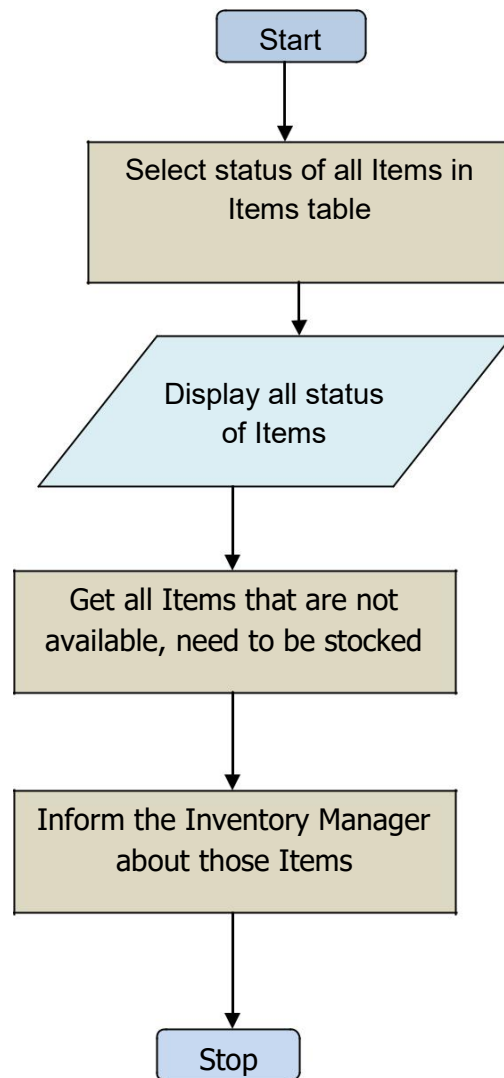 Start
Select status of all Items in
Items table
Display all status
of Items
Get all Items that are not
available, need to be stocked
Inform the Inventory Manager
about those Items
Stop